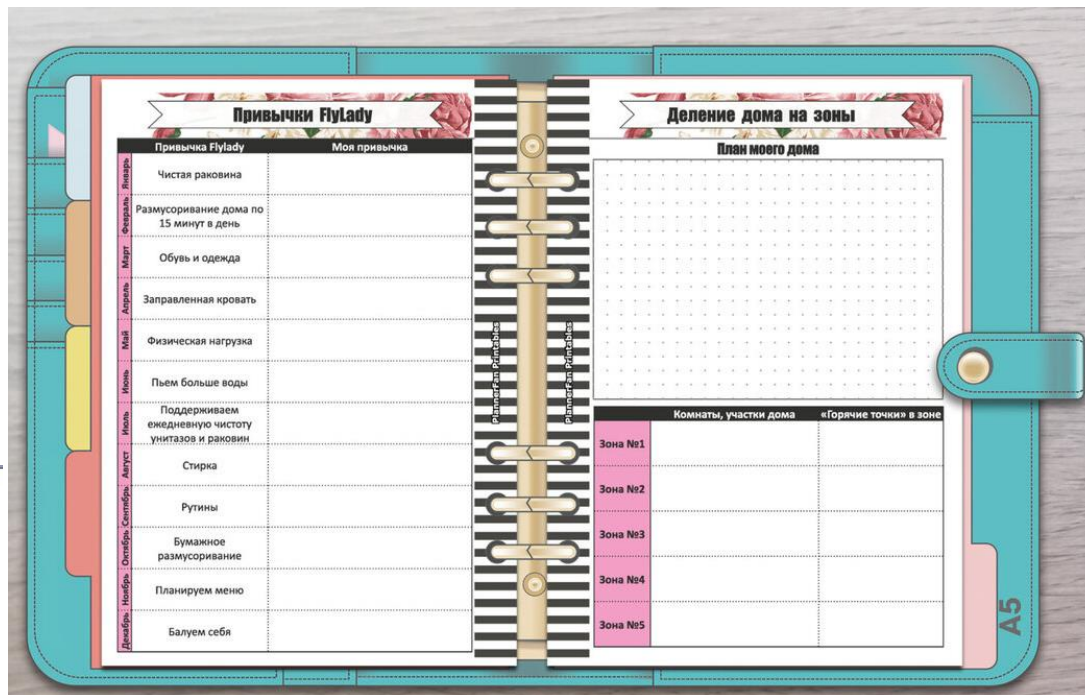 Привычки FlyLady
Привычка Flylady
Моя привычка
Январь
Чистая раковина
Февраль
Размусоривание дома по
15 минут в день
Март
Обувь и одежда
Апрель
Заправленная кровать
Май
Физическая нагрузка
Июнь
Пьем больше воды
Июль
Поддерживаем
ежедневную чистоту
унитазов и раковин
Август
Стирка
Сентябрь
Рутины
Октябрь
Бумажное
размусоривание
Ноябрь
Планируем меню
Декабрь
Балуем себя
PlannerFan Printables
PlannerFan Printables
Деление дома на зоны
План моего дома
Комнаты, участки дома
«Горячие точки» в зоне
Зона №1
Зона №2
Зона №3
Зона №4
Зона №5
A5